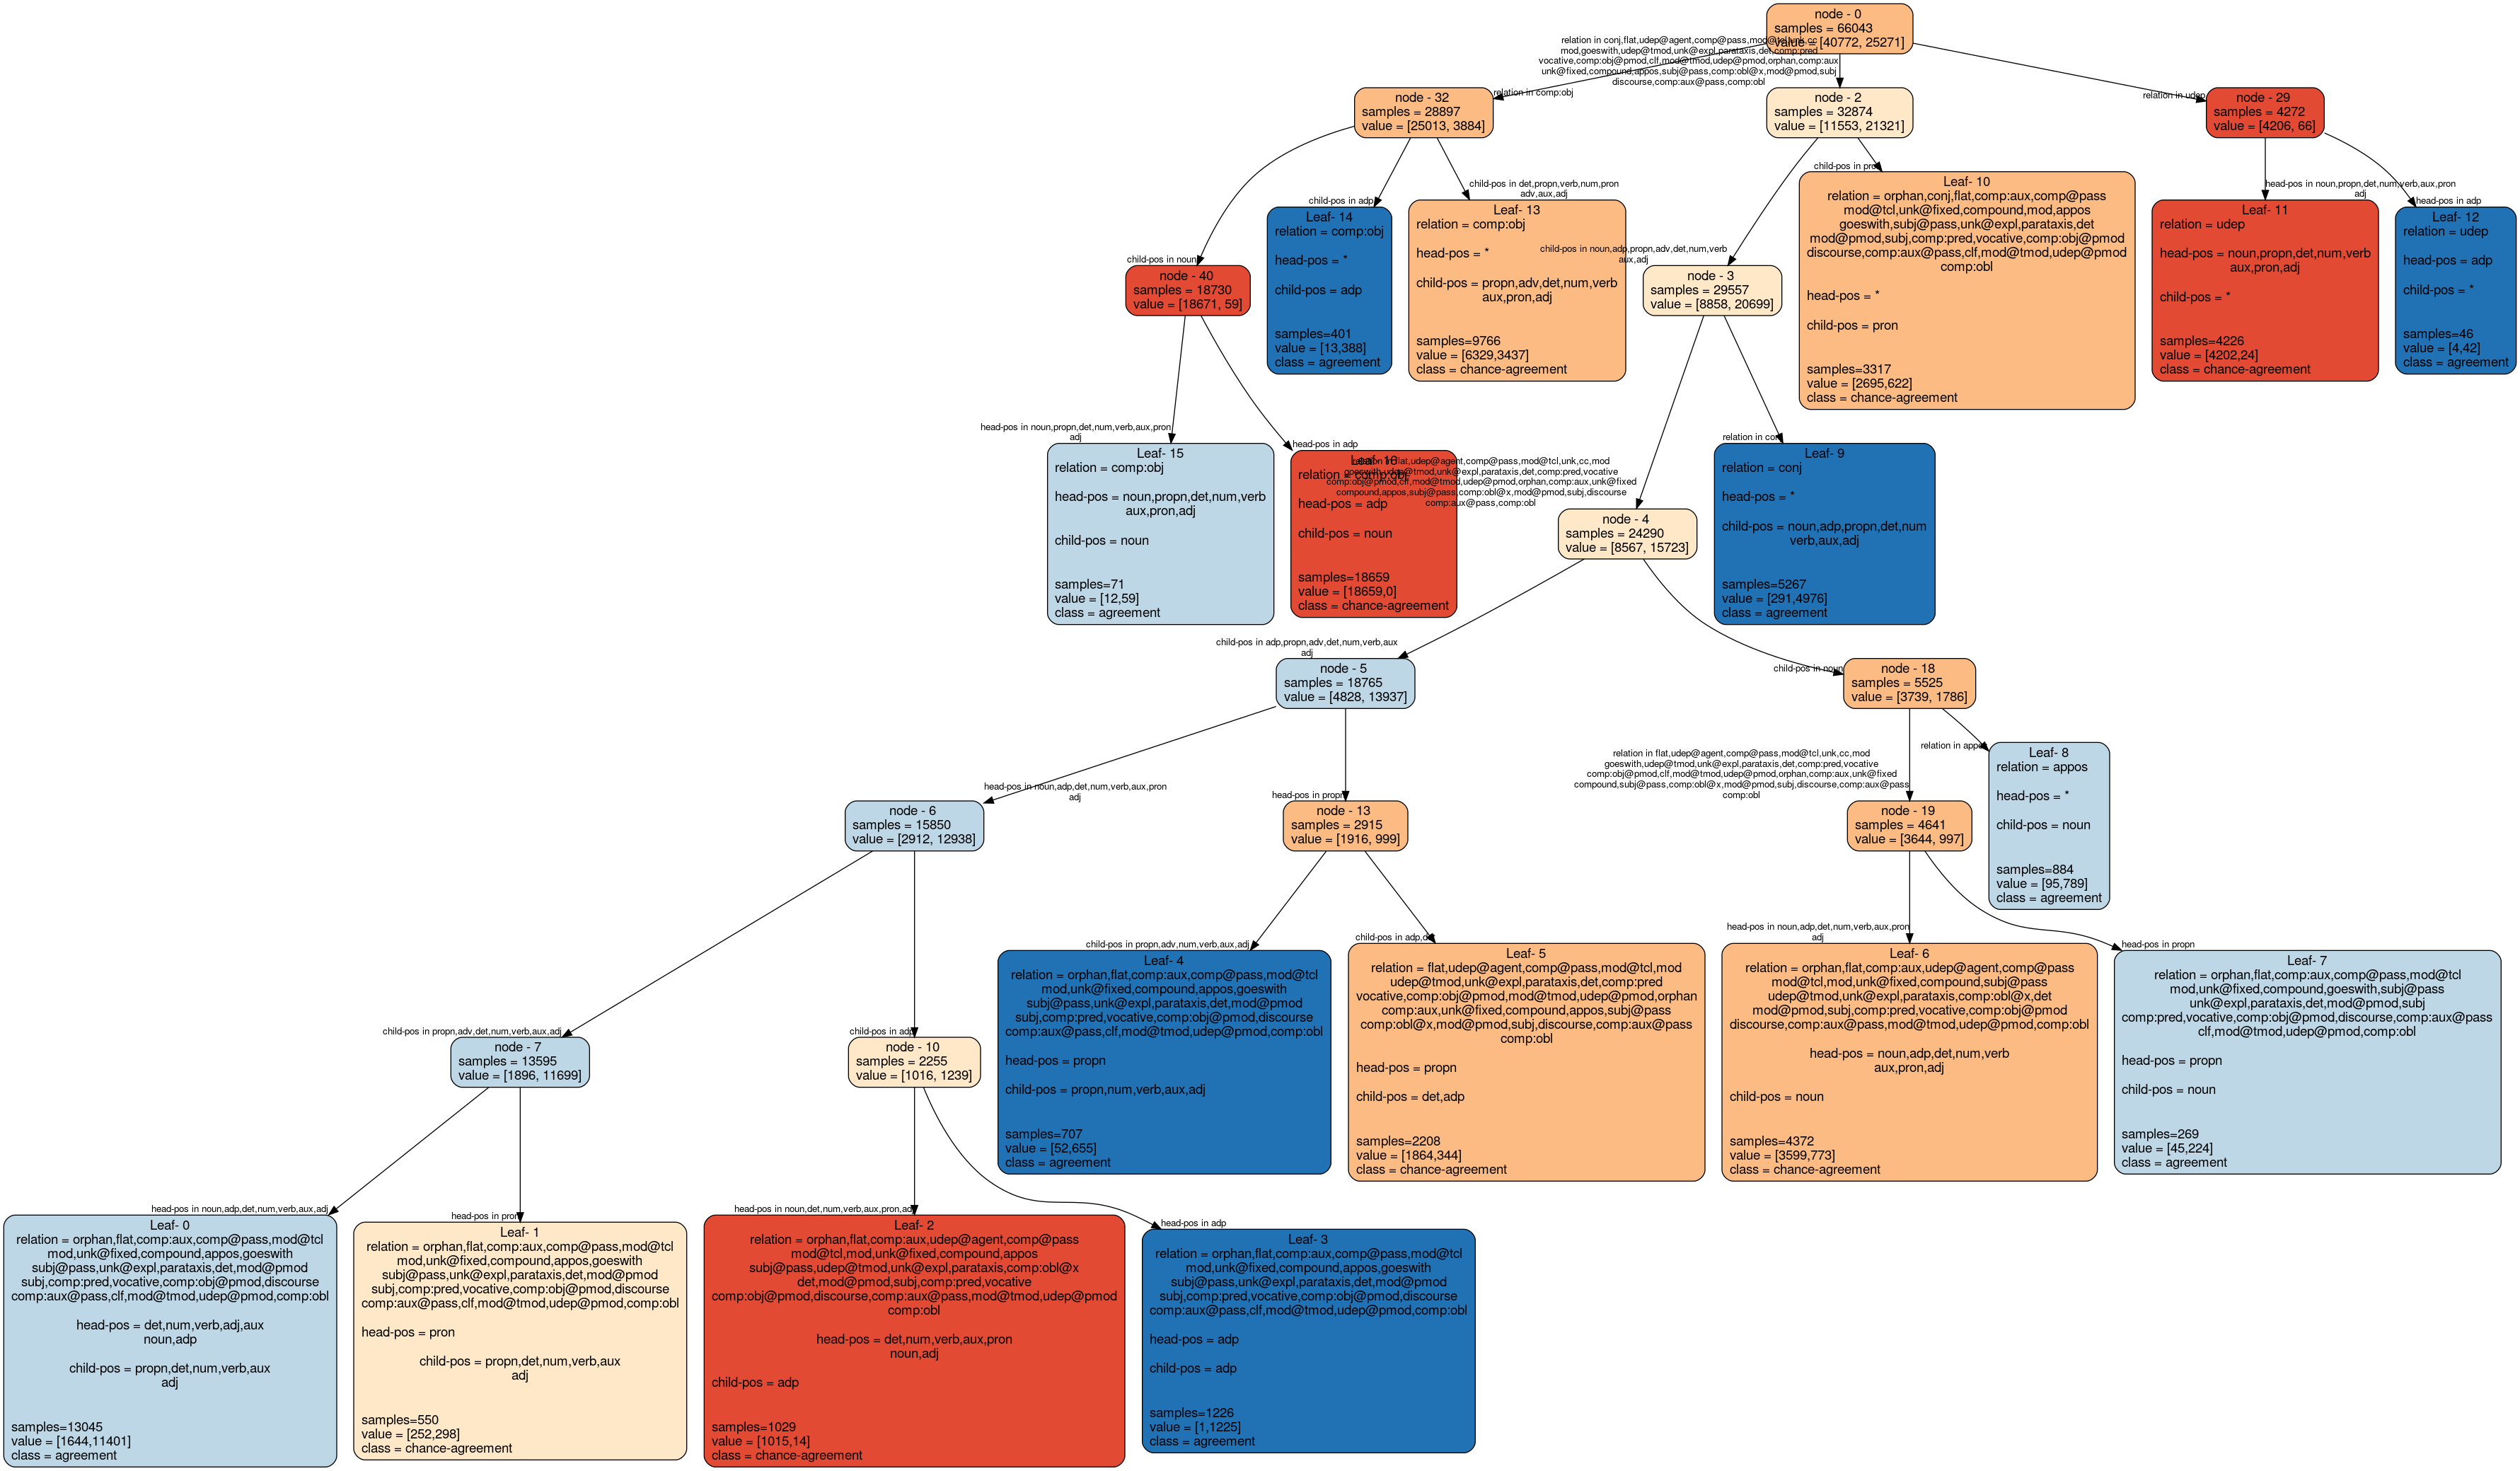 node - 0
samples = 66043
value = [40772, 25271]
relation in conj,flat,udep@agent,comp@pass,mod@tcl,unk,cc
mod,goeswith,udep@tmod,unk@expl,parataxis,det,comp:pred
vocative,comp:obj@pmod,clf,mod@tmod,udep@pmod,orphan,comp:aux
unk@fixed,compound,appos,subj@pass,comp:obl@x,mod@pmod,subj
discourse,comp:aux@pass,comp:obl
relation in comp:obj
relation in udep
node - 32
samples = 28897
value = [25013, 3884]
node - 2
samples = 32874
value = [11553, 21321]
node - 29
samples = 4272
value = [4206, 66]
child-pos in noun
child-pos in adp
child-pos in det,propn,verb,num,pron
adv,aux,adj
child-pos in noun,adp,propn,adv,det,num,verb
aux,adj
child-pos in pron
head-pos in noun,propn,det,num,verb,aux,pron
adj
head-pos in adp
node - 40
samples = 18730
value = [18671, 59]
Leaf- 14
relation = comp:obj
head-pos = *
child-pos = adp
samples=401
value = [13,388]
class = agreement
Leaf- 13
relation = comp:obj
head-pos = *
child-pos = propn,adv,det,num,verb
aux,pron,adj
samples=9766
value = [6329,3437]
class = chance-agreement
node - 3
samples = 29557
value = [8858, 20699]
Leaf- 10
relation = orphan,conj,flat,comp:aux,comp@pass
mod@tcl,unk@fixed,compound,mod,appos
goeswith,subj@pass,unk@expl,parataxis,det
mod@pmod,subj,comp:pred,vocative,comp:obj@pmod
discourse,comp:aux@pass,clf,mod@tmod,udep@pmod
comp:obl
head-pos = *
child-pos = pron
samples=3317
value = [2695,622]
class = chance-agreement
Leaf- 11
relation = udep
head-pos = noun,propn,det,num,verb
aux,pron,adj
child-pos = *
samples=4226
value = [4202,24]
class = chance-agreement
Leaf- 12
relation = udep
head-pos = adp
child-pos = *
samples=46
value = [4,42]
class = agreement
head-pos in noun,propn,det,num,verb,aux,pron
adj
head-pos in adp
relation in flat,udep@agent,comp@pass,mod@tcl,unk,cc,mod
goeswith,udep@tmod,unk@expl,parataxis,det,comp:pred,vocative
comp:obj@pmod,clf,mod@tmod,udep@pmod,orphan,comp:aux,unk@fixed
compound,appos,subj@pass,comp:obl@x,mod@pmod,subj,discourse
comp:aux@pass,comp:obl
relation in conj
Leaf- 15
relation = comp:obj
head-pos = noun,propn,det,num,verb
aux,pron,adj
child-pos = noun
samples=71
value = [12,59]
class = agreement
Leaf- 16
relation = comp:obj
head-pos = adp
child-pos = noun
samples=18659
value = [18659,0]
class = chance-agreement
node - 4
samples = 24290
value = [8567, 15723]
Leaf- 9
relation = conj
head-pos = *
child-pos = noun,adp,propn,det,num
verb,aux,adj
samples=5267
value = [291,4976]
class = agreement
child-pos in adp,propn,adv,det,num,verb,aux
adj
child-pos in noun
node - 5
samples = 18765
value = [4828, 13937]
node - 18
samples = 5525
value = [3739, 1786]
head-pos in noun,adp,det,num,verb,aux,pron
adj
head-pos in propn
relation in flat,udep@agent,comp@pass,mod@tcl,unk,cc,mod
goeswith,udep@tmod,unk@expl,parataxis,det,comp:pred,vocative
comp:obj@pmod,clf,mod@tmod,udep@pmod,orphan,comp:aux,unk@fixed
compound,subj@pass,comp:obl@x,mod@pmod,subj,discourse,comp:aux@pass
comp:obl
relation in appos
node - 6
samples = 15850
value = [2912, 12938]
node - 13
samples = 2915
value = [1916, 999]
node - 19
samples = 4641
value = [3644, 997]
Leaf- 8
relation = appos
head-pos = *
child-pos = noun
samples=884
value = [95,789]
class = agreement
child-pos in propn,adv,det,num,verb,aux,adj
child-pos in adp
child-pos in propn,adv,num,verb,aux,adj
child-pos in adp,det
head-pos in noun,adp,det,num,verb,aux,pron
adj
head-pos in propn
node - 7
samples = 13595
value = [1896, 11699]
node - 10
samples = 2255
value = [1016, 1239]
Leaf- 4
relation = orphan,flat,comp:aux,comp@pass,mod@tcl
mod,unk@fixed,compound,appos,goeswith
subj@pass,unk@expl,parataxis,det,mod@pmod
subj,comp:pred,vocative,comp:obj@pmod,discourse
comp:aux@pass,clf,mod@tmod,udep@pmod,comp:obl
head-pos = propn
child-pos = propn,num,verb,aux,adj
samples=707
value = [52,655]
class = agreement
Leaf- 5
relation = flat,udep@agent,comp@pass,mod@tcl,mod
udep@tmod,unk@expl,parataxis,det,comp:pred
vocative,comp:obj@pmod,mod@tmod,udep@pmod,orphan
comp:aux,unk@fixed,compound,appos,subj@pass
comp:obl@x,mod@pmod,subj,discourse,comp:aux@pass
comp:obl
head-pos = propn
child-pos = det,adp
samples=2208
value = [1864,344]
class = chance-agreement
Leaf- 6
relation = orphan,flat,comp:aux,udep@agent,comp@pass
mod@tcl,mod,unk@fixed,compound,subj@pass
udep@tmod,unk@expl,parataxis,comp:obl@x,det
mod@pmod,subj,comp:pred,vocative,comp:obj@pmod
discourse,comp:aux@pass,mod@tmod,udep@pmod,comp:obl
head-pos = noun,adp,det,num,verb
aux,pron,adj
child-pos = noun
samples=4372
value = [3599,773]
class = chance-agreement
Leaf- 7
relation = orphan,flat,comp:aux,comp@pass,mod@tcl
mod,unk@fixed,compound,goeswith,subj@pass
unk@expl,parataxis,det,mod@pmod,subj
comp:pred,vocative,comp:obj@pmod,discourse,comp:aux@pass
clf,mod@tmod,udep@pmod,comp:obl
head-pos = propn
child-pos = noun
samples=269
value = [45,224]
class = agreement
head-pos in noun,adp,det,num,verb,aux,adj
head-pos in pron
head-pos in noun,det,num,verb,aux,pron,adj
head-pos in adp
Leaf- 0
relation = orphan,flat,comp:aux,comp@pass,mod@tcl
mod,unk@fixed,compound,appos,goeswith
subj@pass,unk@expl,parataxis,det,mod@pmod
subj,comp:pred,vocative,comp:obj@pmod,discourse
comp:aux@pass,clf,mod@tmod,udep@pmod,comp:obl
head-pos = det,num,verb,adj,aux
noun,adp
child-pos = propn,det,num,verb,aux
adj
samples=13045
value = [1644,11401]
class = agreement
Leaf- 1
relation = orphan,flat,comp:aux,comp@pass,mod@tcl
mod,unk@fixed,compound,appos,goeswith
subj@pass,unk@expl,parataxis,det,mod@pmod
subj,comp:pred,vocative,comp:obj@pmod,discourse
comp:aux@pass,clf,mod@tmod,udep@pmod,comp:obl
head-pos = pron
child-pos = propn,det,num,verb,aux
adj
samples=550
value = [252,298]
class = chance-agreement
Leaf- 2
relation = orphan,flat,comp:aux,udep@agent,comp@pass
mod@tcl,mod,unk@fixed,compound,appos
subj@pass,udep@tmod,unk@expl,parataxis,comp:obl@x
det,mod@pmod,subj,comp:pred,vocative
comp:obj@pmod,discourse,comp:aux@pass,mod@tmod,udep@pmod
comp:obl
head-pos = det,num,verb,aux,pron
noun,adj
child-pos = adp
samples=1029
value = [1015,14]
class = chance-agreement
Leaf- 3
relation = orphan,flat,comp:aux,comp@pass,mod@tcl
mod,unk@fixed,compound,appos,goeswith
subj@pass,unk@expl,parataxis,det,mod@pmod
subj,comp:pred,vocative,comp:obj@pmod,discourse
comp:aux@pass,clf,mod@tmod,udep@pmod,comp:obl
head-pos = adp
child-pos = adp
samples=1226
value = [1,1225]
class = agreement